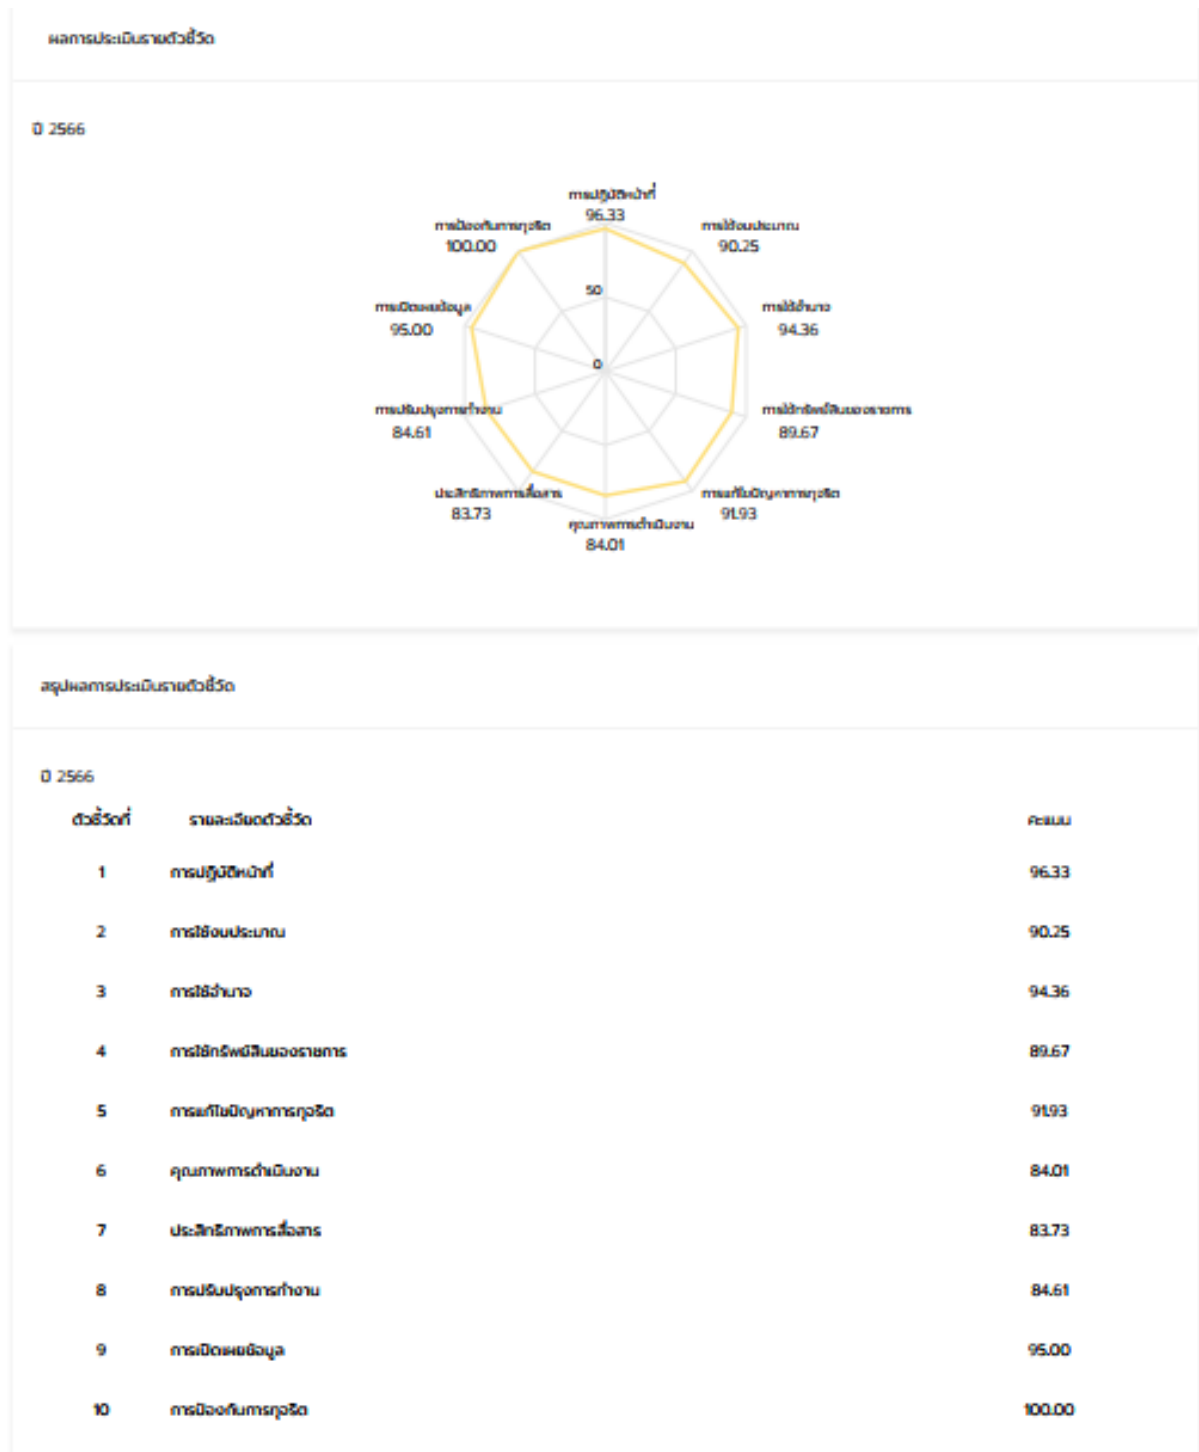 ผลการประเมินรายตัวชี้วัด
ปี 2566
การปฏิบัติหน้าที่
96.33
การป้องกันการทุจริต
100.00
การใช้งบประมาณ
90.25
50
การเปิดเผยข้อมูล
95.00
การใช้อำนาจ
94.36
0
การปรับปรุงการทำงาน
84.61
การใช้ทรัพย์สินของราชการ
89.67
ประสิทธิภาพการสื่อสาร
83.73
การแก้ไขปัญหาการทุจริต
91.93
คุณภาพการดำเนินงาน
84.01
สรุปผลการประเมินรายตัวชี้วัด
ปี 2566
ตัวชี้วัดที่ รายละเอียดตัวชี้วัด คะแนน
1 การปฏิบัติหน้าที่ 96.33
2 การใช้งบประมาณ 90.25
3 การใช้อำนาจ 94.36
4 การใช้ทรัพย์สินของราชการ 89.67
5 การแก้ไขปัญหาการทุจริต 91.93
6 คุณภาพการดำเนินงาน 84.01
7 ประสิทธิภาพการสื่อสาร 83.73
8 การปรับปรุงการทำงาน 84.61
9 การเปิดเผยข้อมูล 95.00
10 การป้องกันการทุจริต 100.00